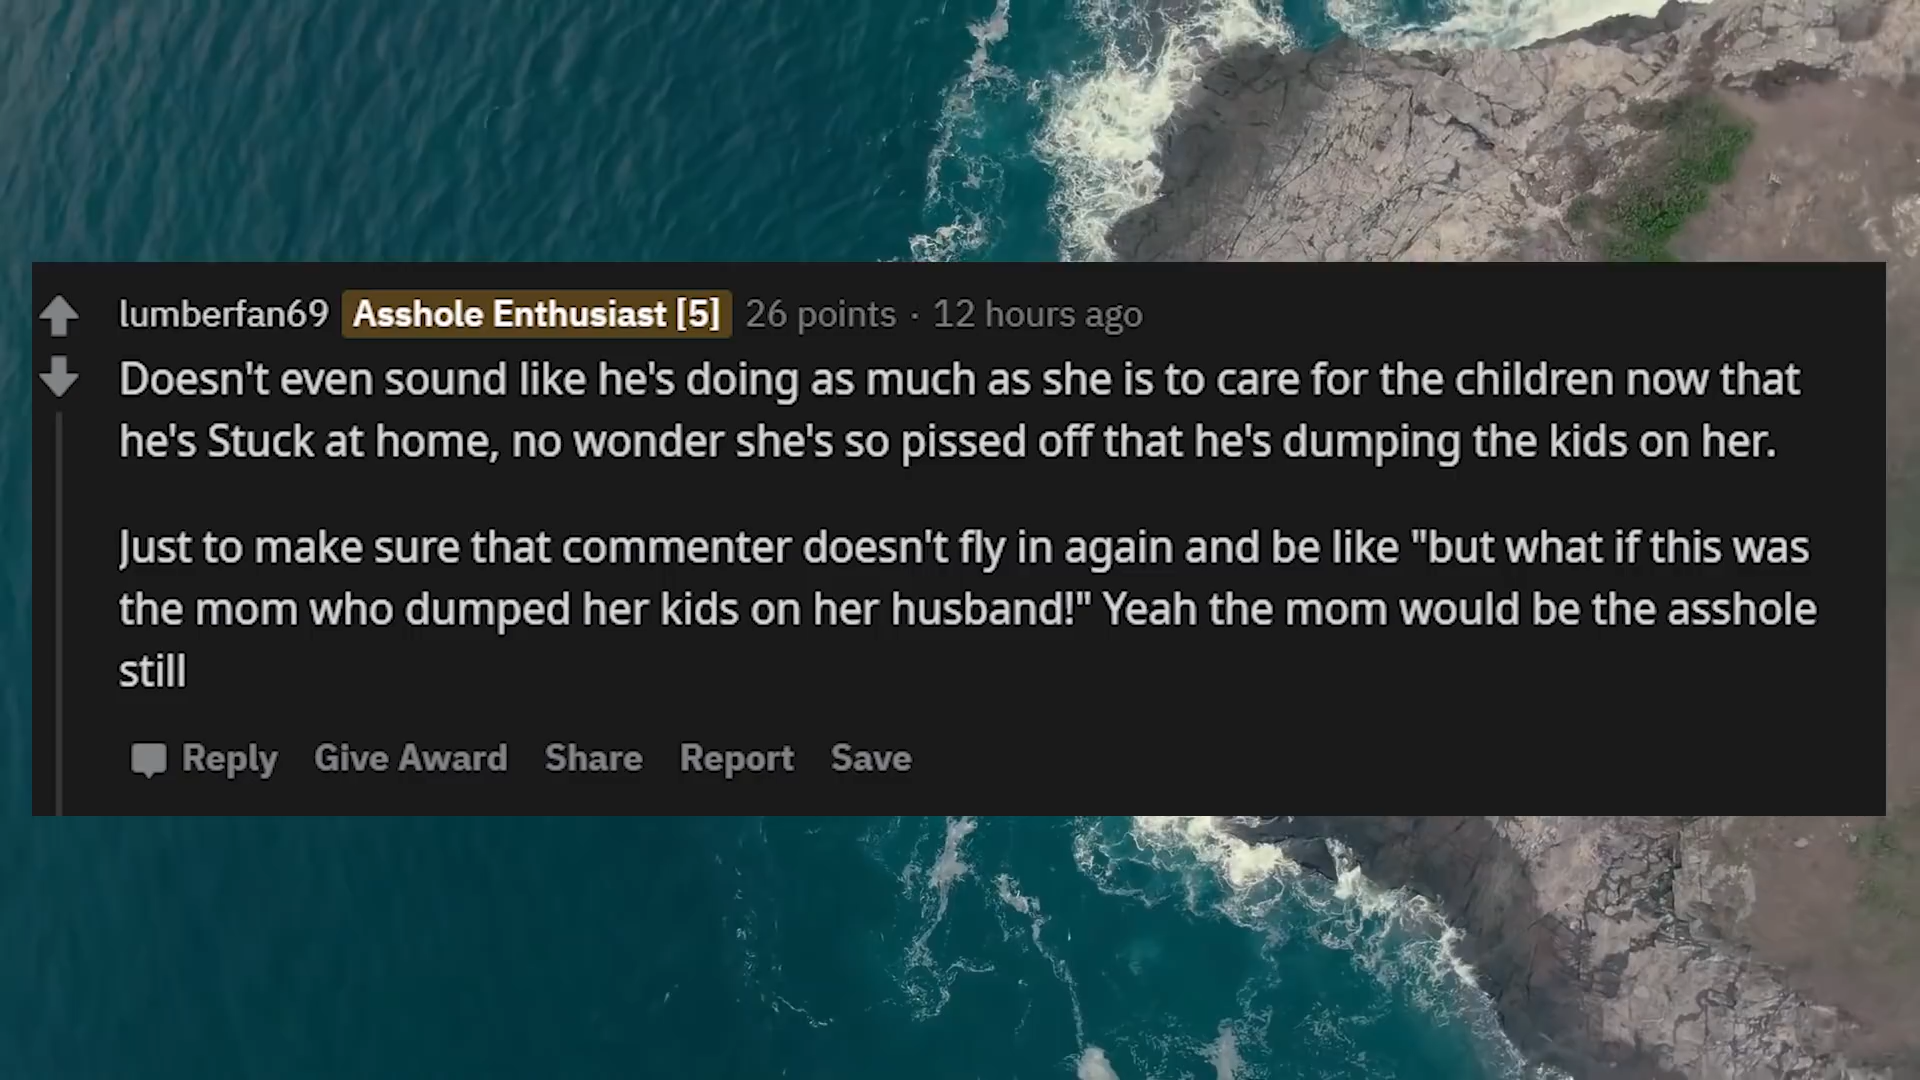 lumberfan69 Asshole Enthusiast [5] 26 points · 12 hours ago
Doesn't even sound like he's doing as much as she is to care for the children now that
he's Stuck at home, no wonder she's so pissed off that he's dumping the kids on her.
Just to make sure that commenter doesn't fly in again and be like "but what if this was
the mom who dumped her kids on her husband!" Yeah the mom would be the asshole
still
Reply Give Award Share Report Save